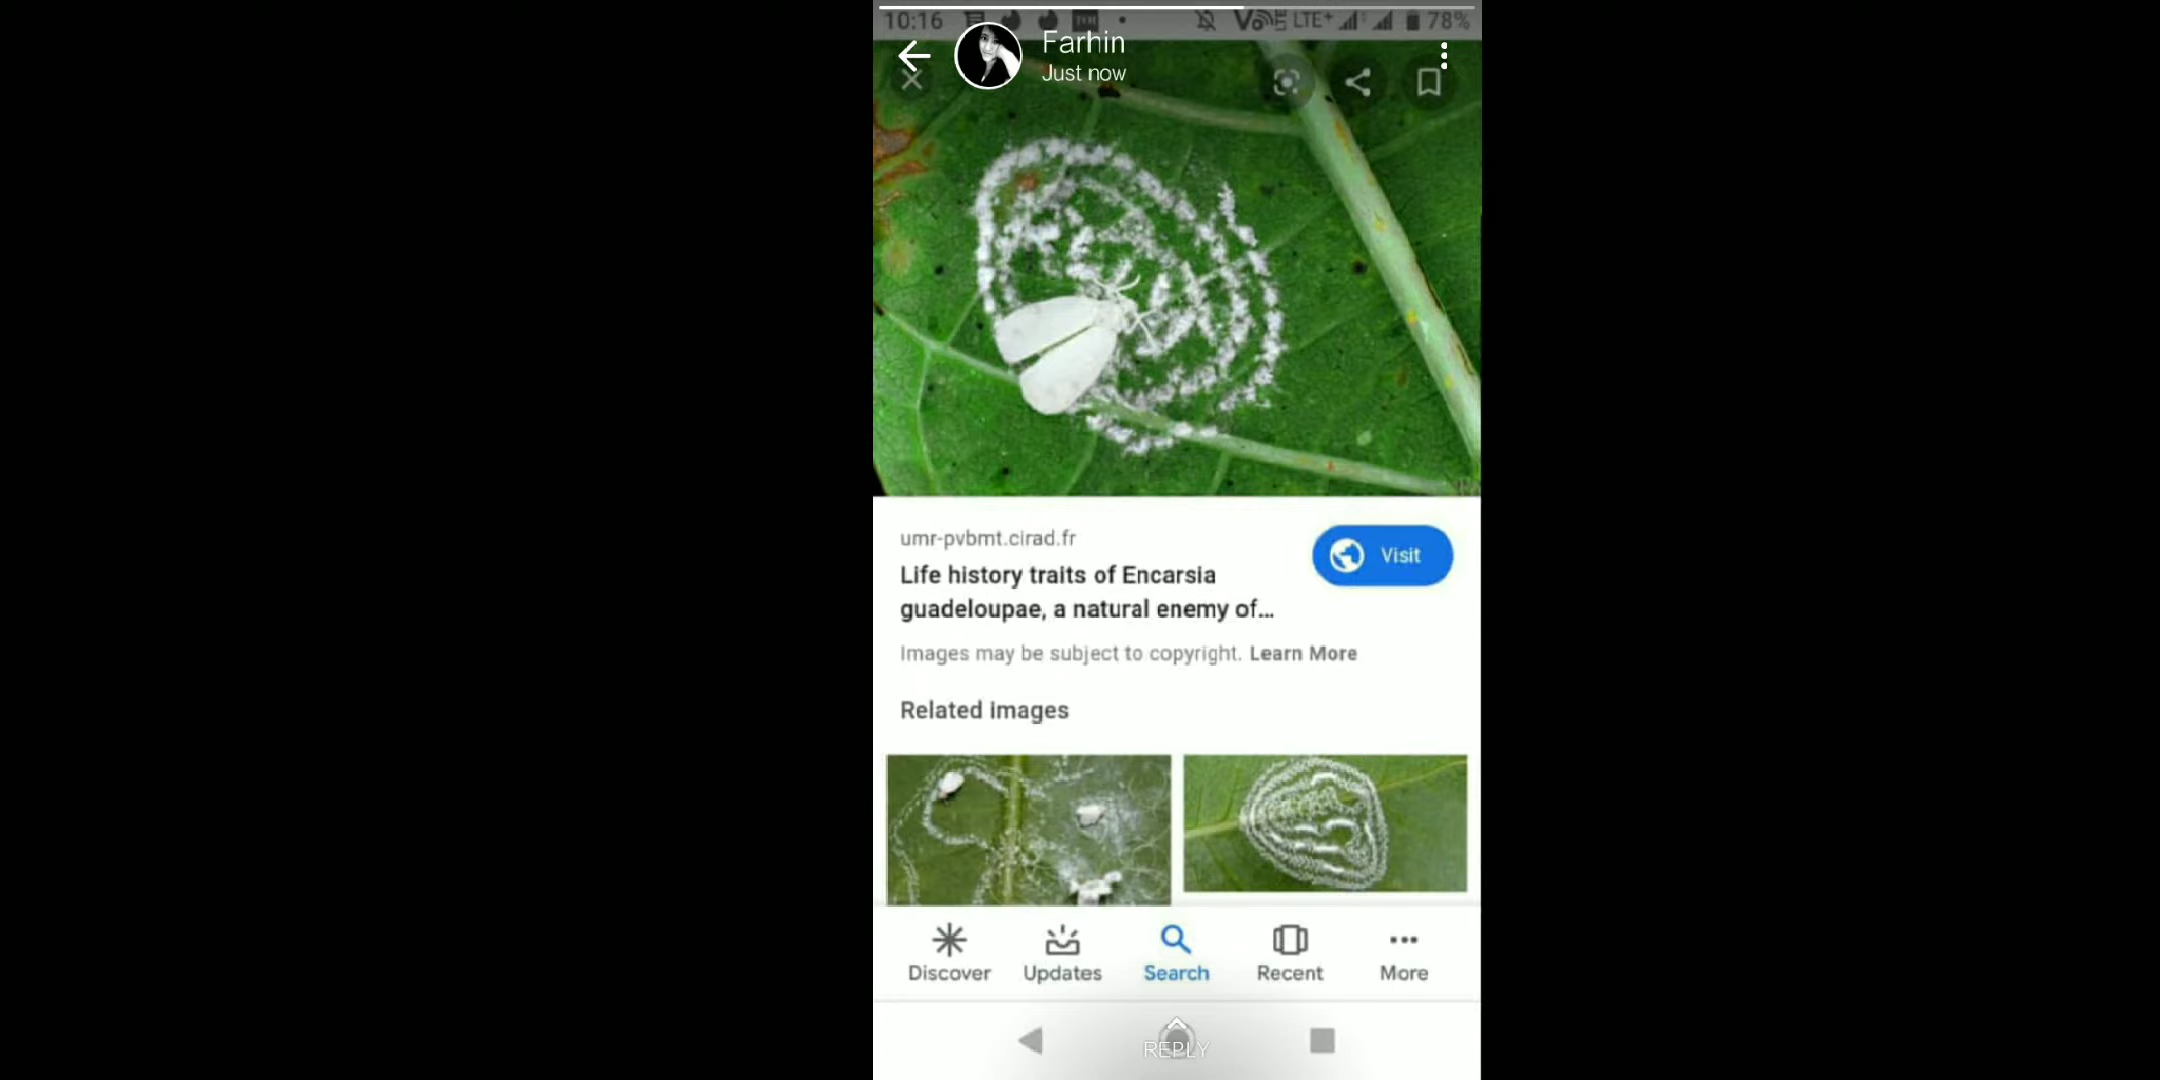 10:16
LTE+
78%
Farhin
Just now
umr-pvbmt.cirad.fr
Visit
Life history traits of Encarsia
guadeloupae, a natural enemy of...
Images may be subject to copyright. Learn More
Related images
Discover
Updates
Search
Recent
More
REPLY